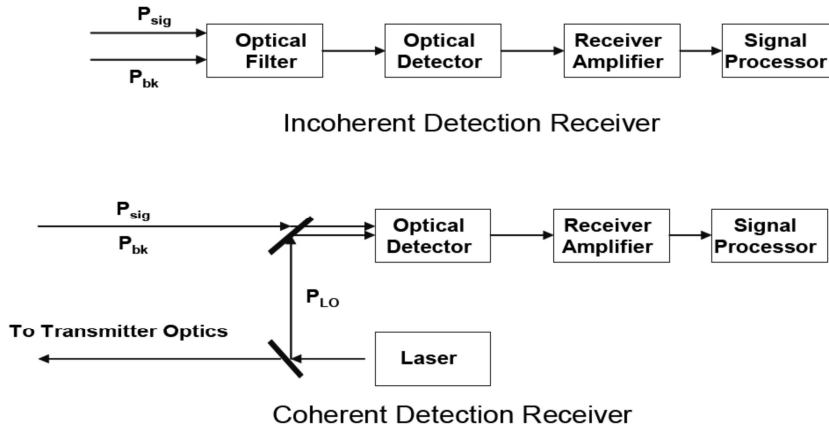 P_sig
P_bk
Optical
Filter
Optical
Detector
Receiver
Amplifier
Signal
Processor
Incoherent Detection Receiver
P_sig
P_bk
Optical
Detector
Receiver
Amplifier
Signal
Processor
P_LO
To Transmitter Optics
Laser
Coherent Detection Receiver